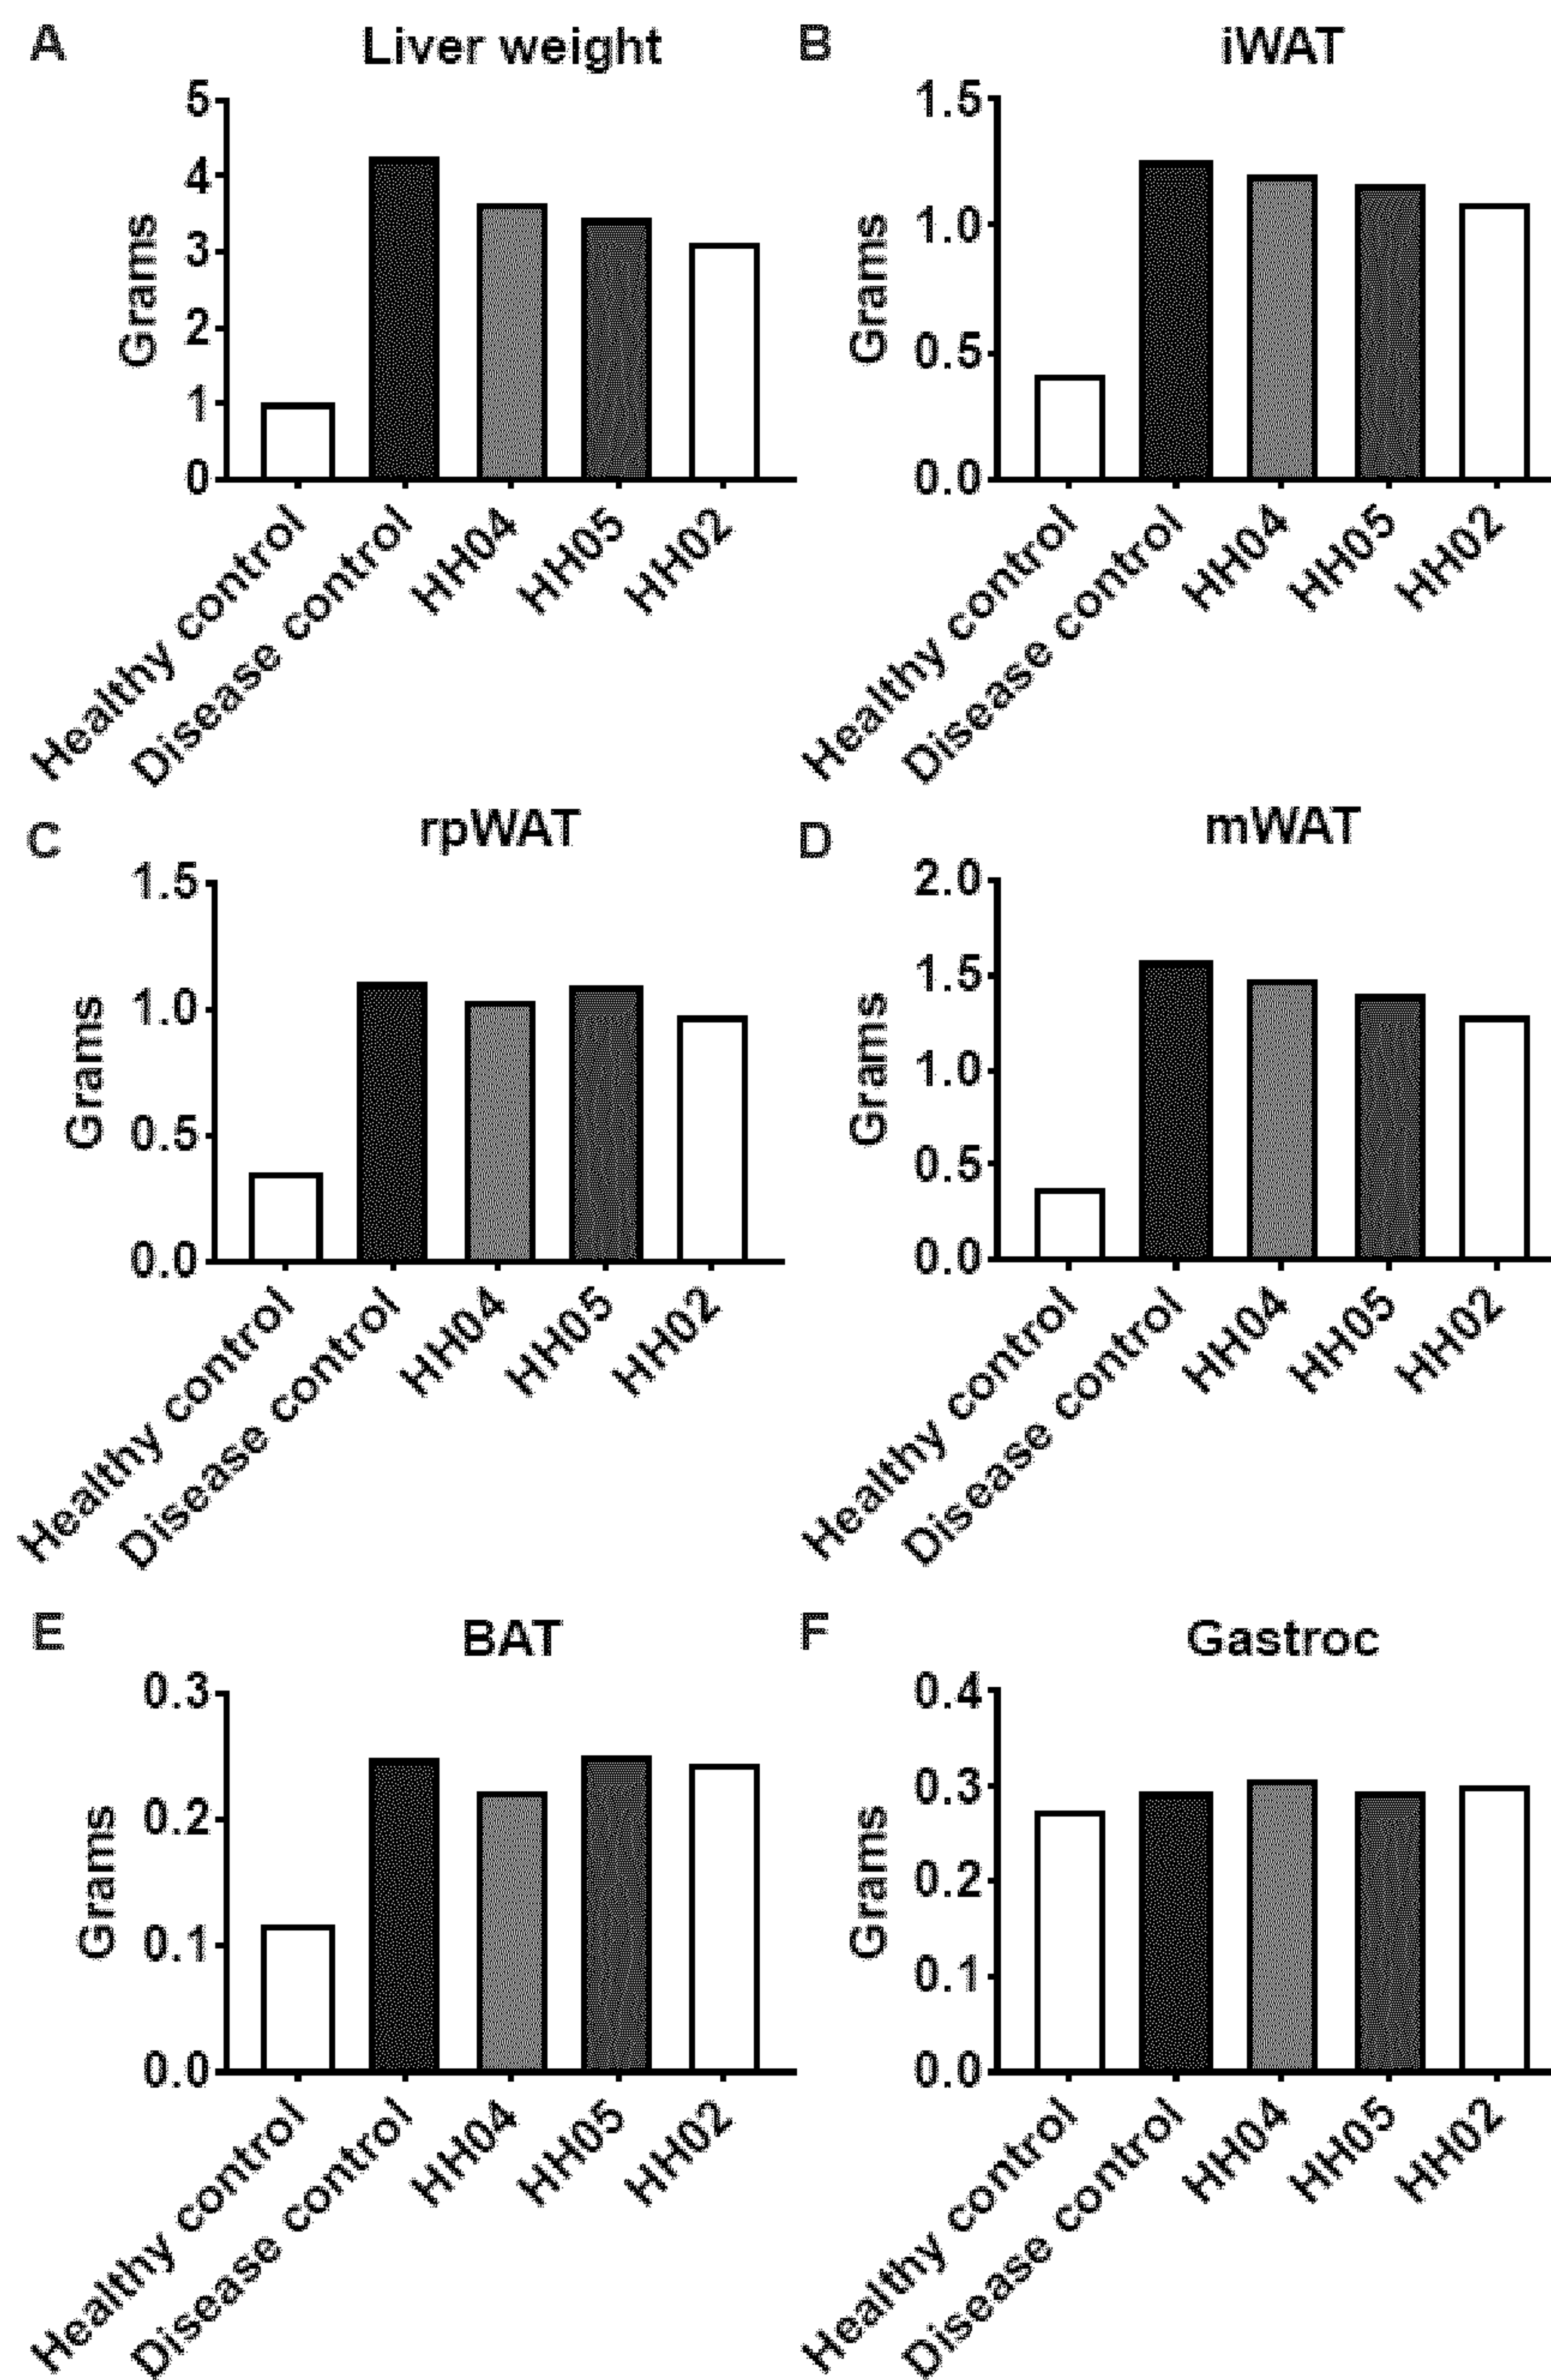 A
Liver weight
5
4
3
2
1
0
Grams
Healthy control
Disease control
HH04
HH05
HH02
B
iWAT
1.5
1.0
0.5
0.0
Grams
Healthy control
Disease control
HH04
HH05
HH02
C
rpWAT
1.5
1.0
0.5
0.0
Grams
Healthy control
Disease control
HH04
HH05
HH02
D
mWAT
2.0
1.5
1.0
0.5
0.0
Grams
Healthy control
Disease control
HH04
HH05
HH02
E
BAT
0.3
0.2
0.1
0.0
Grams
Healthy control
Disease control
HH04
HH05
HH02
F
Gastroc
0.4
0.3
0.2
0.1
0.0
Grams
Healthy control
Disease control
HH04
HH05
HH02